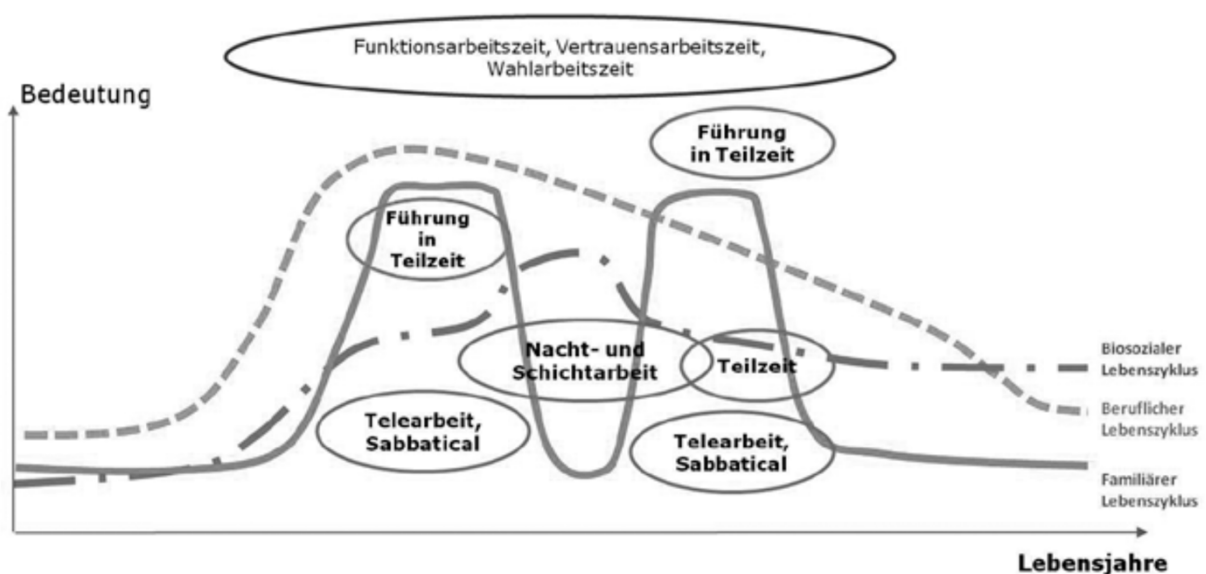 Funktionsarbeitszeit, Vertrauensarbeitszeit,
Wahlarbeitszeit
Bedeutung
Führung
in Teilzeit
Führung
in
Teilzeit
Nacht- und
Schichtarbeit
Teilzeit
Telearbeit,
Sabbatical
Telearbeit,
Sabbatical
Biosozialer
Lebenszyklus
Beruflicher
Lebenszyklus
Familiärer
Lebenszyklus
Lebensjahre